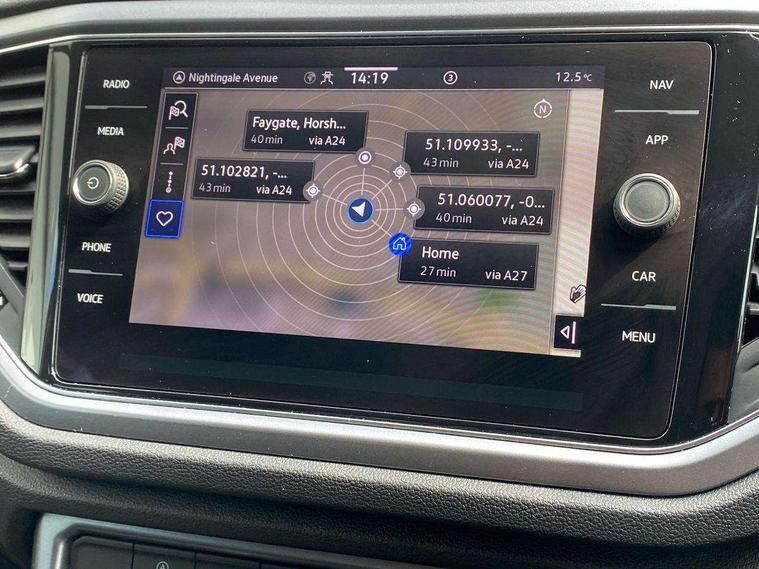 Nightingale Avenue 14:19 3 12.5°C
RADIO
MEDIA
PHONE
VOICE
N
Faygate, Horsh...
40 min via A24
51.109933, -...
43 min via A24
51.102821, -...
43 min via A24
51.060077, -0...
40 min via A24
Home
27 min via A27
NAV
APP
CAR
MENU